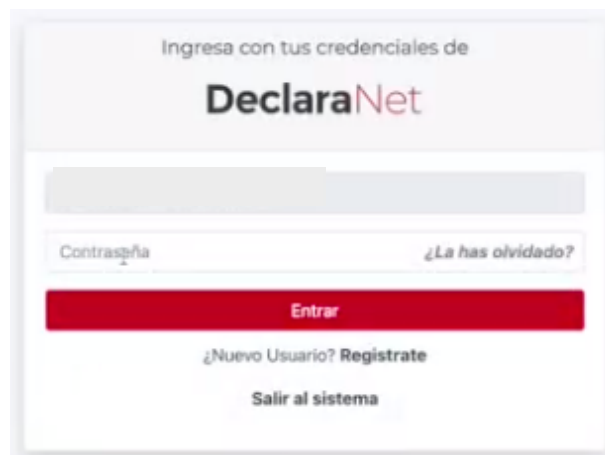 Ingresa con tus credenciales de
DeclaraNet
Contraseña ¿La has olvidado?
Entrar
¿Nuevo Usuario? Registrate
Salir al sistema